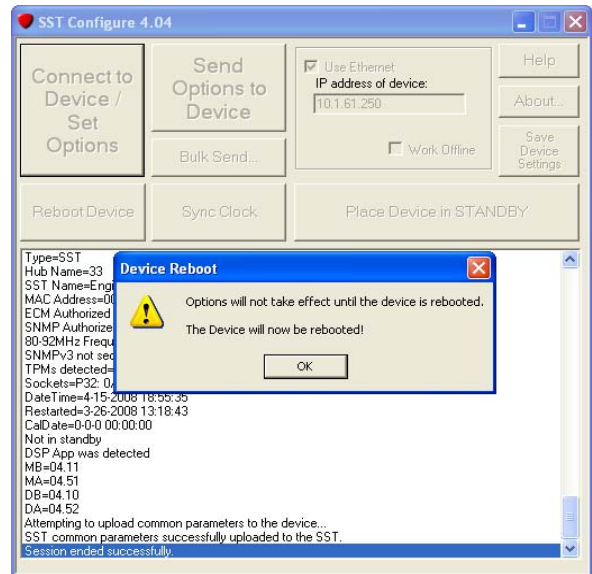 SST Configure 4.04
Connect to
Device /
Set
Options
Send
Options to
Device
Bulk Send...
Use Ethernet
IP address of device:
10.1.61.250
Work Offline
Help
About...
Save
Device
Settings
Reboot Device
Sync Clock
Place Device in STANDBY
Type=SST
Hub Name=33
SST Name=Engi
MAC Address=00
ECM Authorized
SNMP Authorize
80-92MHz Frequ
SNMPv3 not sec
TPMs detected=
Sockets=P32: 0/
DateTime=4-15-2008 18:55:35
Restarted=3-26-2008 13:18:43
CalDate=0-0-0 00:00:00
Not in standby
DSP App was detected
MB=04.11
MA=04.51
DB=04.10
DA=04.52
Attempting to upload common parameters to the device...
SST common parameters successfully uploaded to the SST.
Session ended successfully.
Device Reboot
Options will not take effect until the device is rebooted.
The Device will now be rebooted!
OK